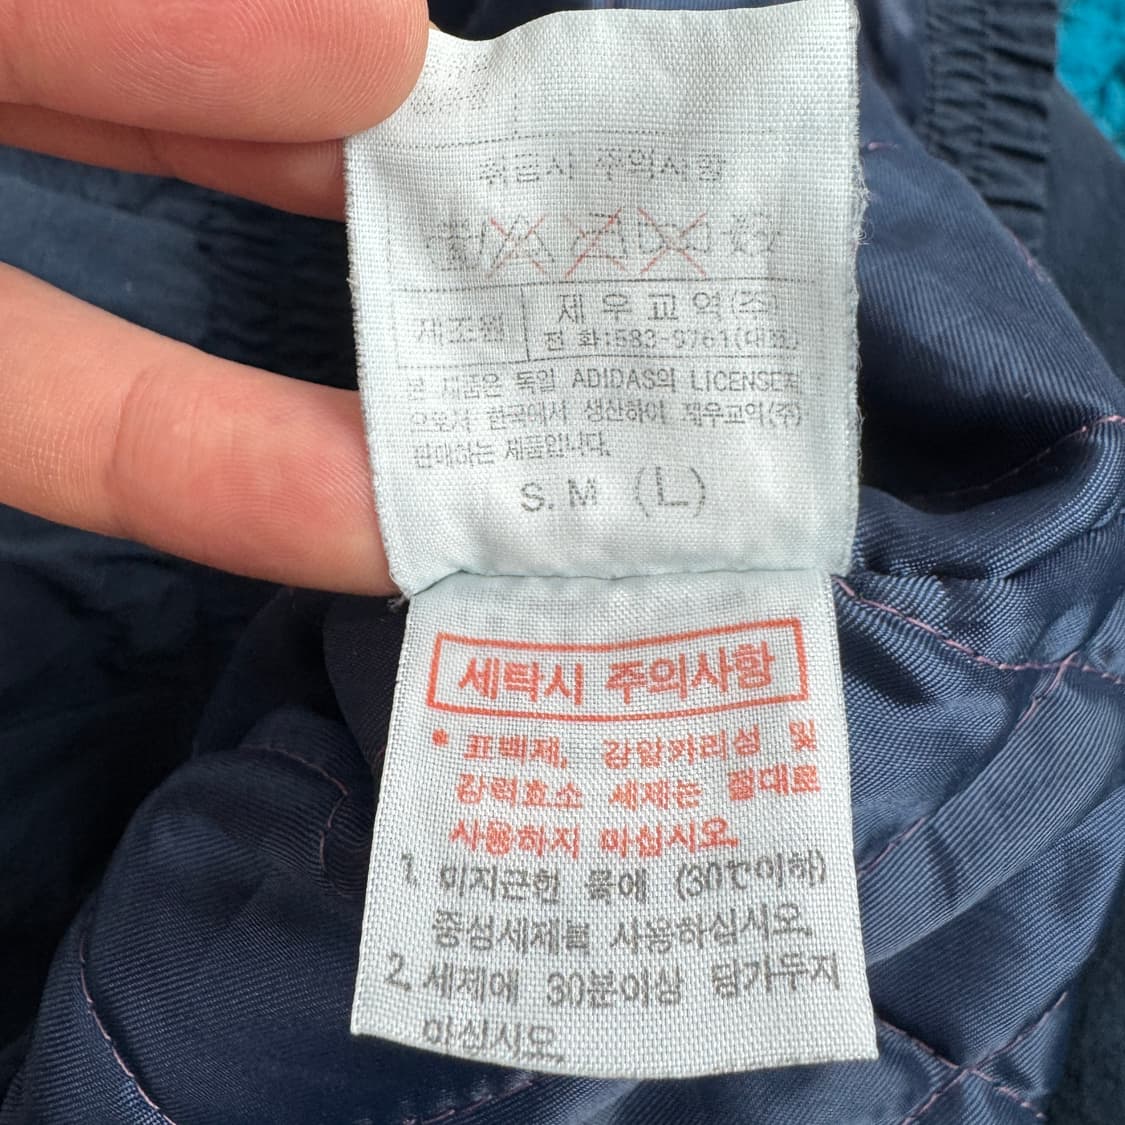 취급시 주의사항
제조원
제우교역(주)
전 화:583-9761(대표)
본 제품은 독일 ADIDAS의 LICENSE제
으로서 한국에서 생산하여 제우교역(주)
판매하는 제품입니다.
S. M (L)
세탁시 주의사항
* 표백제, 강알카리성 및
강력효소 세제는 절대로
사용하지 마십시오.
1. 미지근한 물에 (30℃이하)
중성세제를 사용하십시오.
2. 세제에 30분이상 담가두지
마십시오.